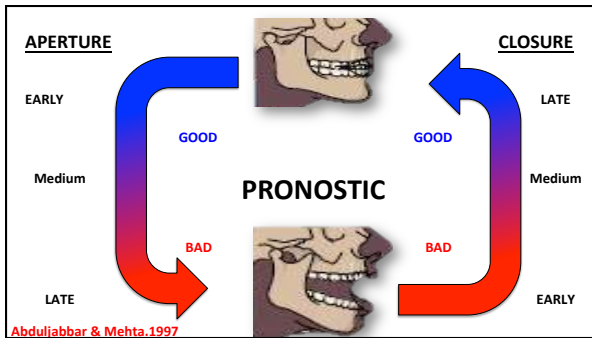 APERTURE
CLOSURE
EARLY
LATE
GOOD
GOOD
Medium
Medium
PRONOSTIC
BAD
BAD
LATE
EARLY
Abduljabbar & Mehta.1997